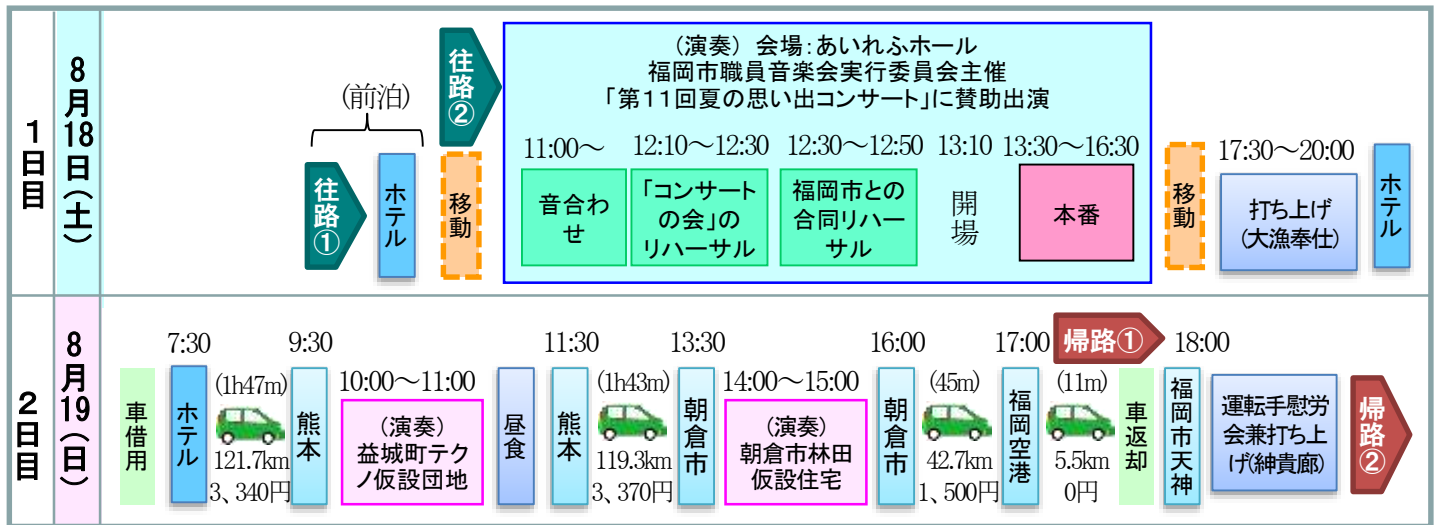 1日目
8月18日(土)
(前泊)
往路①
ホテル
往路②
移動
(演奏) 会場:あいれふホール
福岡市職員音楽会実行委員会主催
「第11回夏の思い出コンサート」に賛助出演
11:00~
音合わ
せ
12:10~12:30
「コンサート
の会」の
リハーサル
12:30~12:50
福岡市との
合同リハー
サル
13:10
開場
13:30~16:30
本番
移動
17:30~20:00
打ち上げ
(大漁奉仕)
ホテル
2日目
8月19(日)
車借用
7:30
ホテル
(1h47m)
121.7km
3、340円
9:30
熊本
10:00~11:00
(演奏)
益城町テク
ノ仮設団地
昼食
11:30
熊本
(1h43m)
119.3km
3、370円
13:30
朝倉市
14:00~15:00
(演奏)
朝倉市林田
仮設住宅
16:00
朝倉市
(45m)
42.7km
1、500円
17:00
福岡空港
帰路①
(11m)
5.5km
0円
車返却
18:00
福岡市天神
運転手慰労
会兼打ち上
げ(紳貴廊)
帰路②